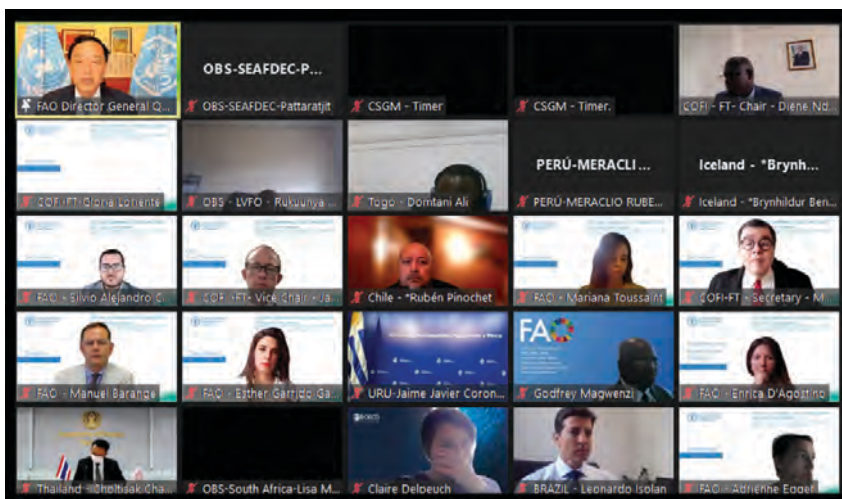 FAO Director General Q...
OBS-SEAFDEC-P...
OBS-SEAFDEC-Pattaratjit
CSGM - Timer
CSGM - Timer.
COFI - FT- Chair - Diene Nd...
COFI-FT-Gloria Loriente
OBS - LVFO - Rukuunya ...
Togo - Domtani Ali
PERÚ-MERACLI...
PERÚ-MERACLIO RUBE...
Iceland - *Brynh...
Iceland - *Brynhildur Ben...
FAO - Silvio Alejandro C...
COFI-FT- Vice Chair - Ja...
Chile - *Rubén Pinochet
FAO - Mariana Toussaint
COFI-FT - Secretary - M...
FAO - Manuel Barange
FAO - Esther Garrido Ga...
URU-Jaime Javier Coron...
FAO
Godfrey Magwenzi
FAO - Enrica D'Agostino
Thailand - Choltisak Cha...
OBS-South Africa-Lisa M...
OECD
Claire Delpeuch
BRAZIL - Leonardo Isolan
FAO - Adrienne Egger